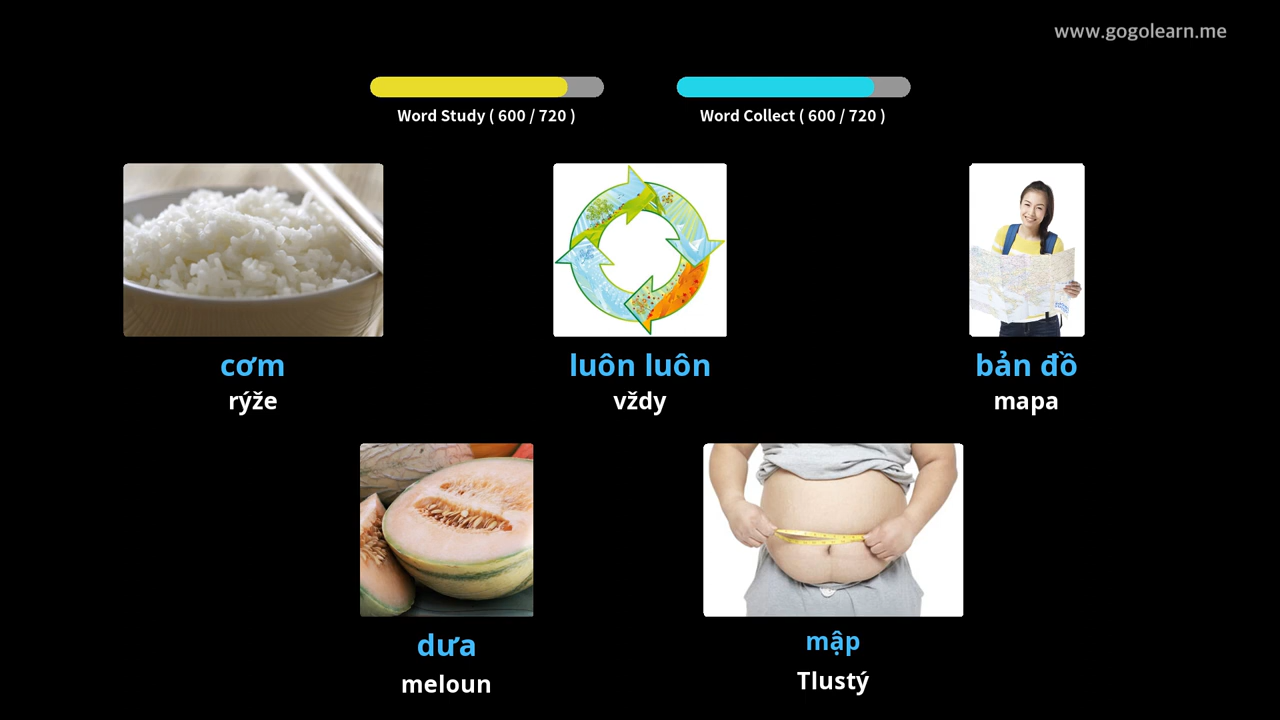 www.gogolearn.me
Word Study ( 600 / 720 )
Word Collect ( 600 / 720 )
cơm
rýže
luôn luôn
vždy
bản đồ
mapa
dưa
meloun
mập
Tlustý